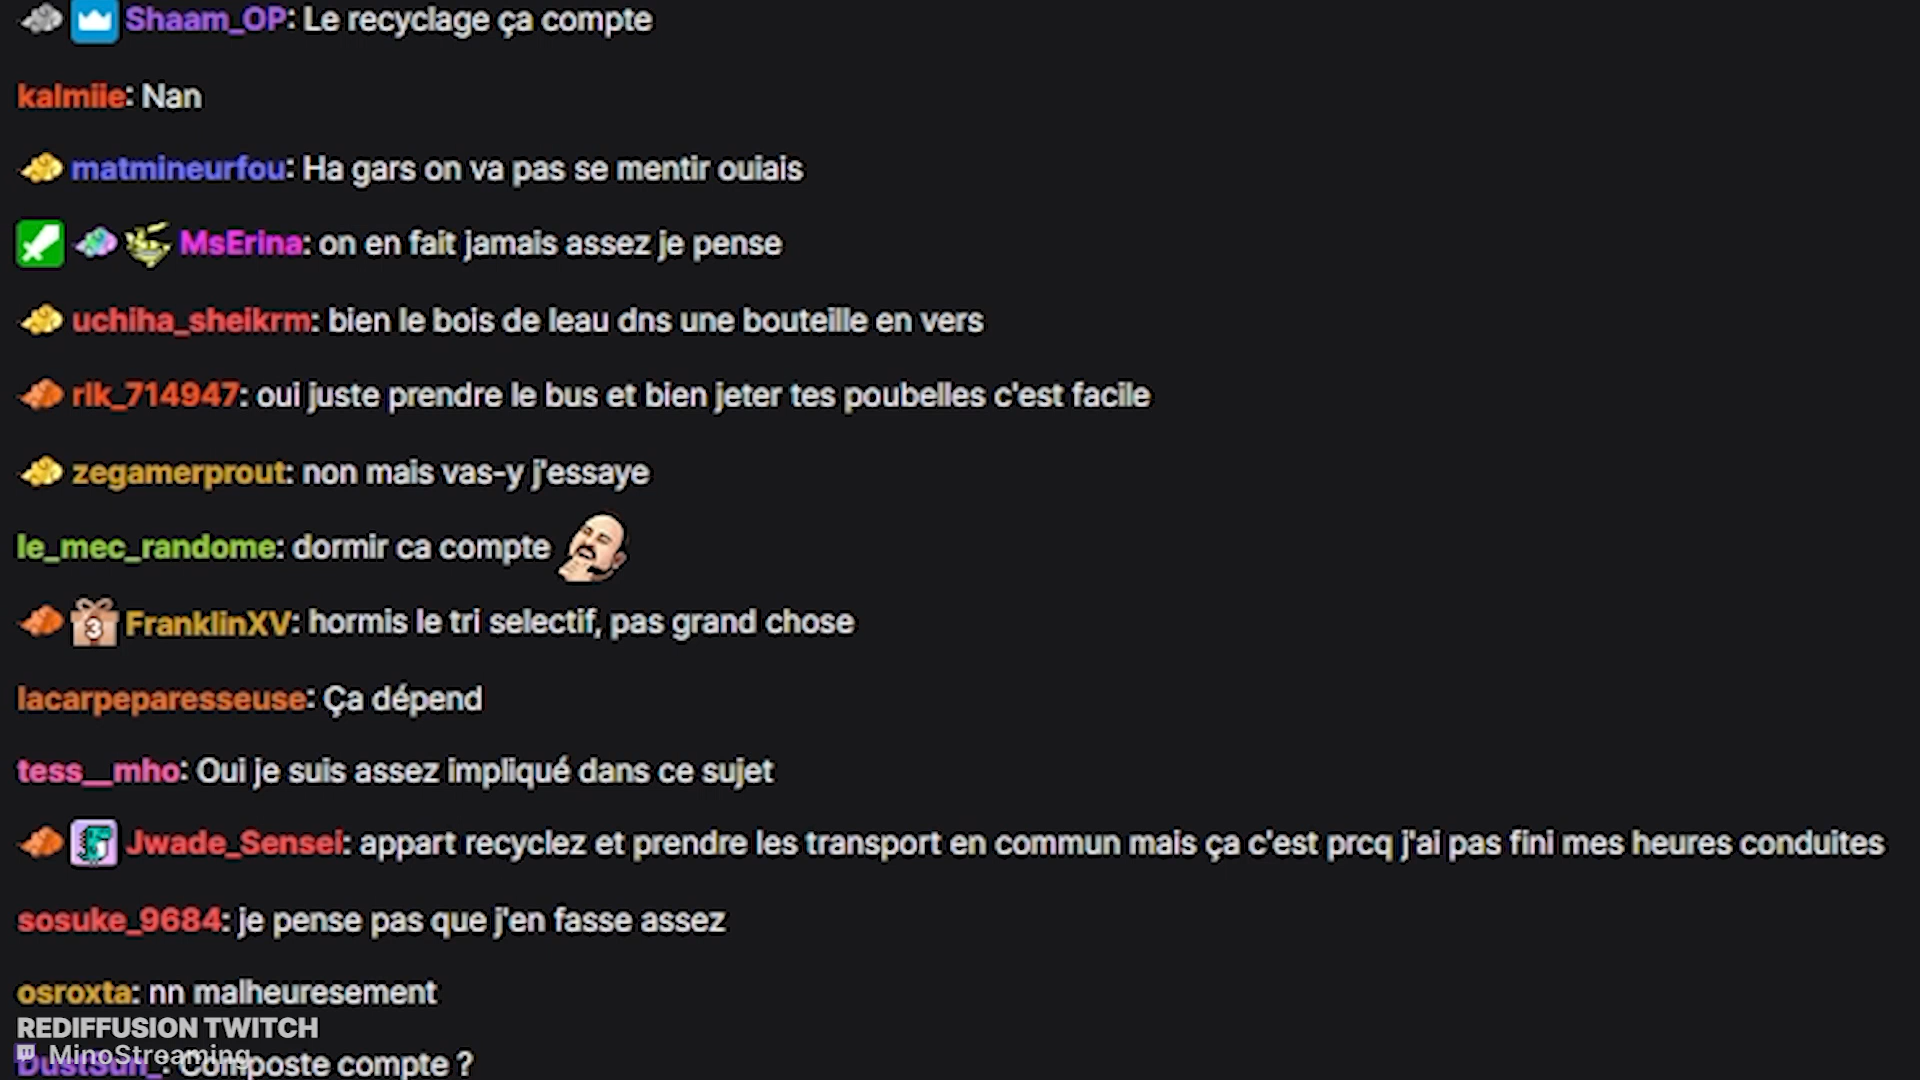 Shaam_OP: Le recyclage ça compte
kalmiie: Nan
matmineurfou: Ha gars on va pas se mentir ouiais
MsErina: on en fait jamais assez je pense
uchiha_sheikrm: bien le bois de leau dns une bouteille en vers
rlk_714947: oui juste prendre le bus et bien jeter tes poubelles c'est facile
zegamerprout: non mais vas-y j'essaye
le_mec_randome: dormir ca compte
3 FranklinXV: hormis le tri selectif, pas grand chose
lacarpeparesseuse: Ça dépend
tess__mho: Oui je suis assez impliqué dans ce sujet
Jwade_Sensei: appart recyclez et prendre les transport en commun mais ça c'est prcq j'ai pas fini mes heures conduites
sosuke_9684: je pense pas que j'en fasse assez
osroxta: nn malheuresement
REDIFFUSION TWITCH
MinoStreaming
DustSun_: Composte compte ?